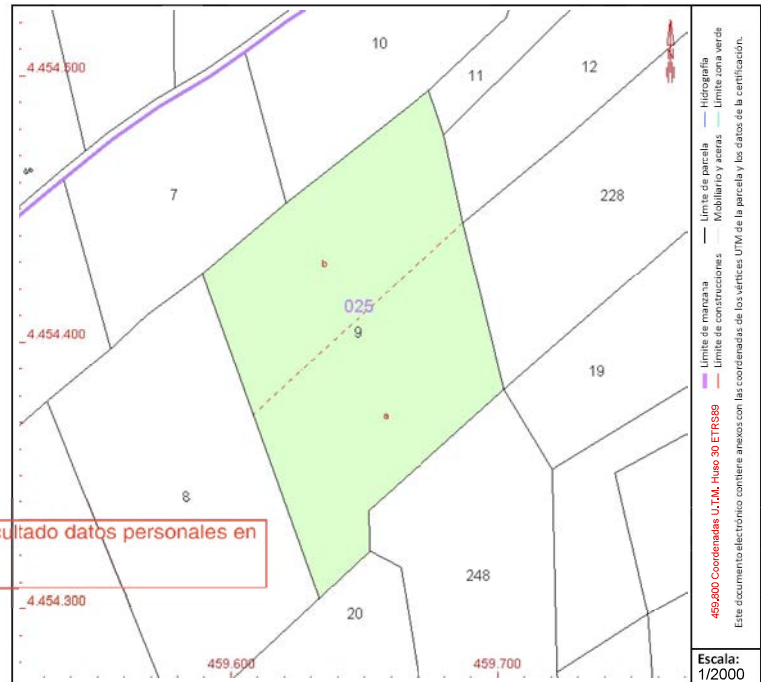 10
4.454.500
11
12
7
228
b
025
4.454.400
9
19
a
8
cultado datos personales en
4.454.300
248
20
459.600
459.700
Límite de manzana
Límite de parcela
Hidrografía
Límite de construcciones
Mobiliario y aceras
Límite zona verde
459,800 Coordenadas U.T.M. Huso 30 ETRS89
Este documento electrónico contiene anexos con las coordenadas de los vértices UTM de la parcela y los datos de la certificación.
Escala:
1/2000